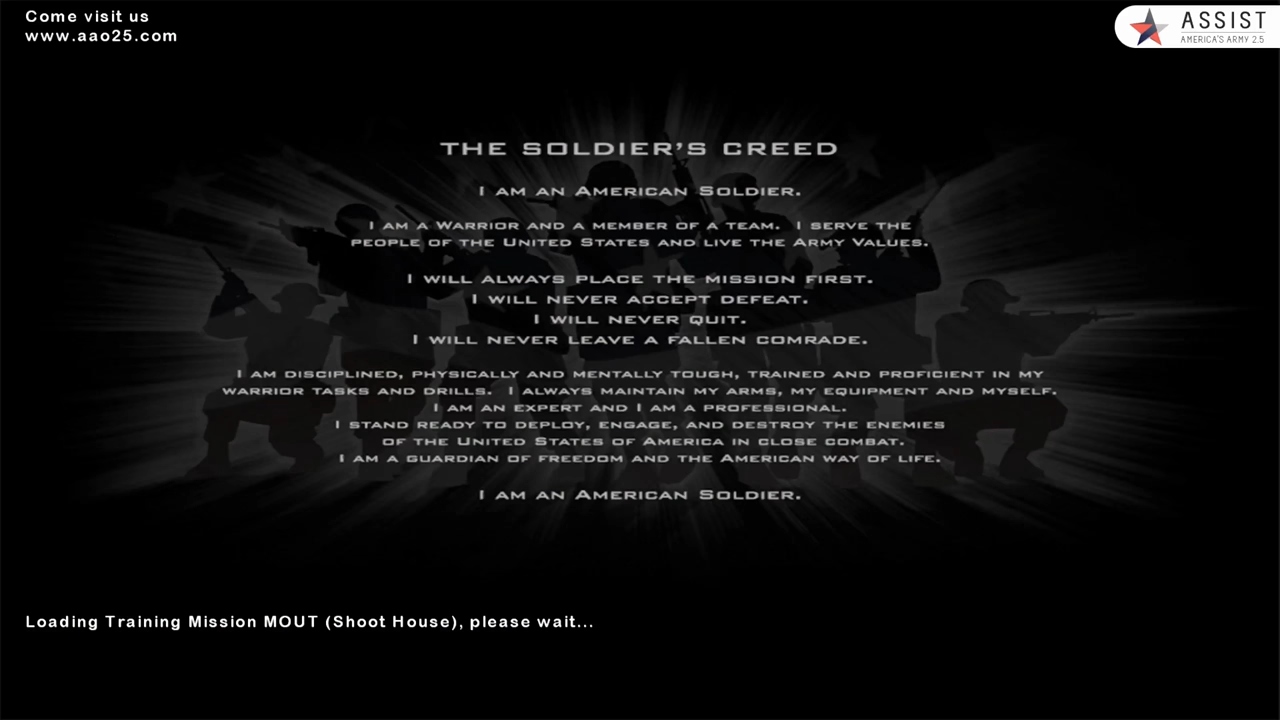 Come visit us
www.aao25.com
ASSIST
AMERICA'S ARMY 2.5
THE SOLDIER'S CREED
I AM AN AMERICAN SOLDIER.
I AM A WARRIOR AND A MEMBER OF A TEAM. I SERVE THE
PEOPLE OF THE UNITED STATES AND LIVE THE ARMY VALUES.
I WILL ALWAYS PLACE THE MISSION FIRST.
I WILL NEVER ACCEPT DEFEAT.
I WILL NEVER QUIT.
I WILL NEVER LEAVE A FALLEN COMRADE.
I AM DISCIPLINED, PHYSICALLY AND MENTALLY TOUGH, TRAINED AND PROFICIENT IN MY
WARRIOR TASKS AND DRILLS. I ALWAYS MAINTAIN MY ARMS, MY EQUIPMENT AND MYSELF.
I AM AN EXPERT AND I AM A PROFESSIONAL.
I STAND READY TO DEPLOY, ENGAGE, AND DESTROY THE ENEMIES
OF THE UNITED STATES OF AMERICA IN CLOSE COMBAT.
I AM A GUARDIAN OF FREEDOM AND THE AMERICAN WAY OF LIFE.
I AM AN AMERICAN SOLDIER.
Loading Training Mission MOUT (Shoot House), please wait...